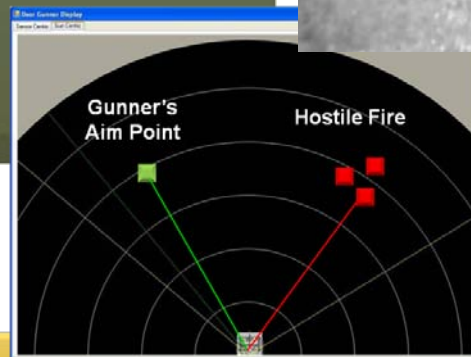 Door Gunner Display
Sensor Centric Gun Centric
Gunner's
Aim Point
Hostile Fire